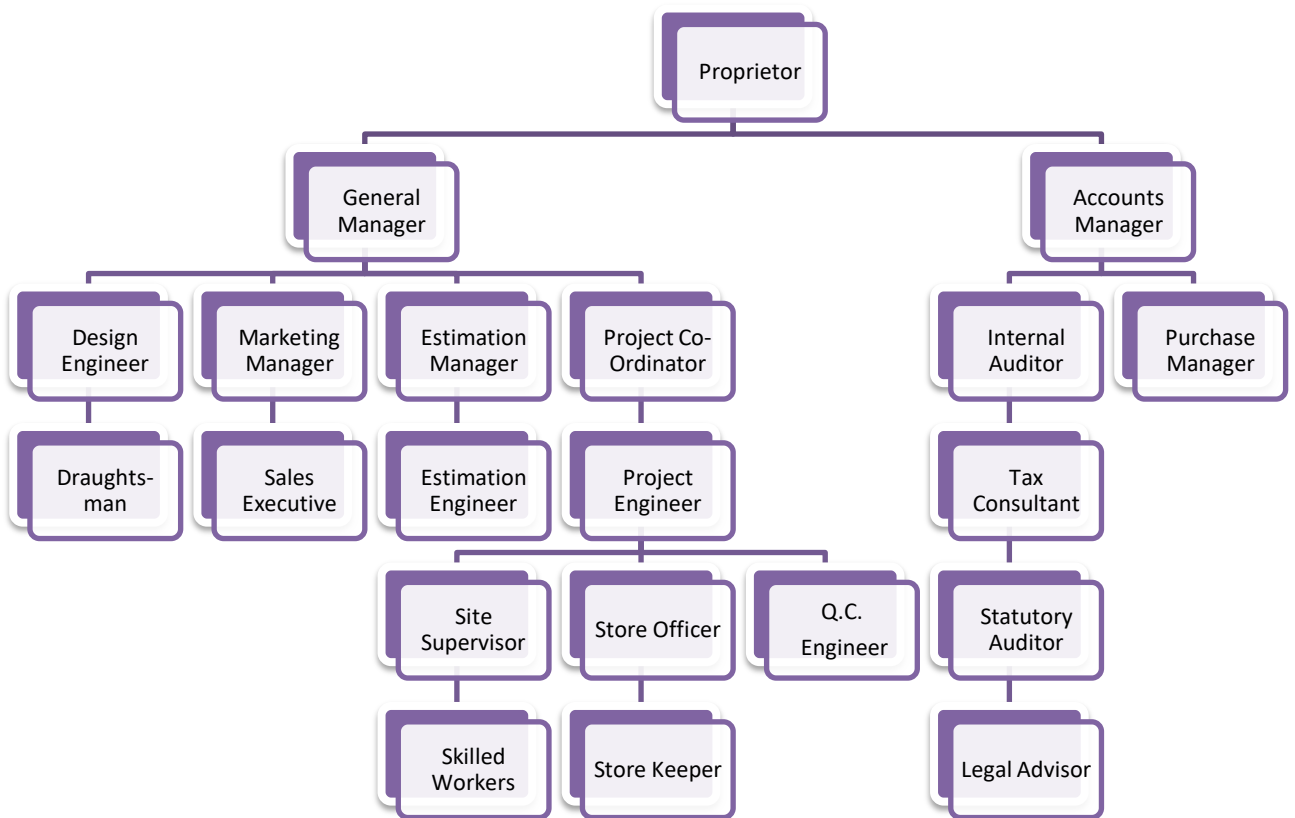 Proprietor
General
Manager
Accounts
Manager
Design
Engineer
Marketing
Manager
Estimation
Manager
Project Co-
Ordinator
Internal
Auditor
Purchase
Manager
Draughts-
man
Sales
Executive
Estimation
Engineer
Project
Engineer
Tax
Consultant
Site
Supervisor
Store Officer
Q.C.
Engineer
Statutory
Auditor
Skilled
Workers
Store Keeper
Legal Advisor